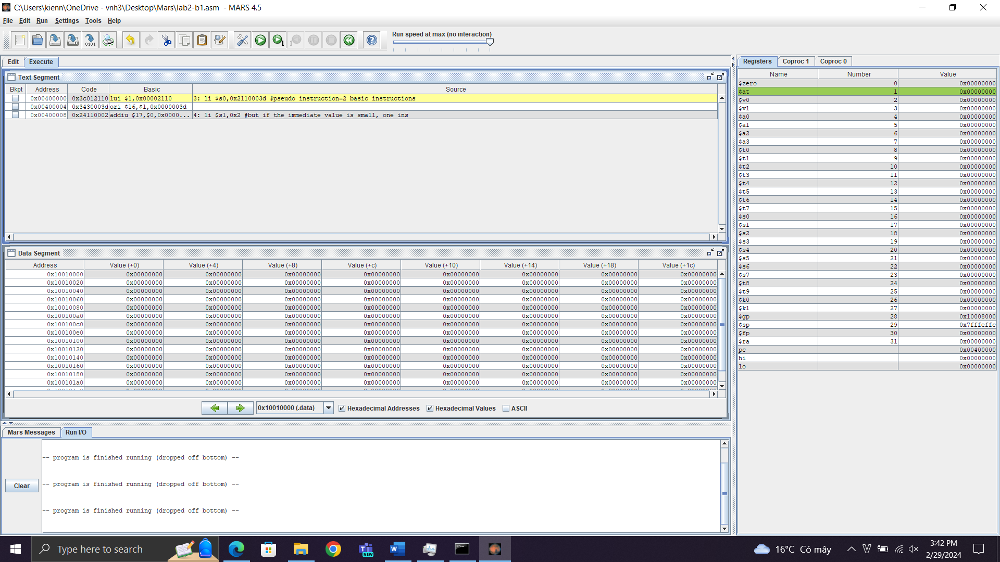 C:\Users\kienn\OneDrive - vnh3\Desktop\Mars\lab2-b1.asm - MARS 4.5
File Edit Run Settings Tools Help
Run speed at max (no interaction)
Edit Execute
Text Segment
Bkpt Address Code Basic Source
0x00400000 0x3c012110 lui $1,0x00002110 3: li $s0,0x2110003d #pseudo instruction=2 basic instructions
0x00400004 0x3430003d ori $16,$1,0x0000003d
0x00400008 0x24110002 addiu $17,$0,0x0000... 4: li $s1,0x2 #but if the immediate value is small, one ins
Data Segment
Address Value (+0) Value (+4) Value (+8) Value (+c) Value (+10) Value (+14) Value (+18) Value (+1c)
0x10010000 0x00000000 0x00000000 0x00000000 0x00000000 0x00000000 0x00000000 0x00000000 0x00000000
0x10010020 0x00000000 0x00000000 0x00000000 0x00000000 0x00000000 0x00000000 0x00000000 0x00000000
0x10010040 0x00000000 0x00000000 0x00000000 0x00000000 0x00000000 0x00000000 0x00000000 0x00000000
0x10010060 0x00000000 0x00000000 0x00000000 0x00000000 0x00000000 0x00000000 0x00000000 0x00000000
0x10010080 0x00000000 0x00000000 0x00000000 0x00000000 0x00000000 0x00000000 0x00000000 0x00000000
0x100100a0 0x00000000 0x00000000 0x00000000 0x00000000 0x00000000 0x00000000 0x00000000 0x00000000
0x100100c0 0x00000000 0x00000000 0x00000000 0x00000000 0x00000000 0x00000000 0x00000000 0x00000000
0x100100e0 0x00000000 0x00000000 0x00000000 0x00000000 0x00000000 0x00000000 0x00000000 0x00000000
0x10010100 0x00000000 0x00000000 0x00000000 0x00000000 0x00000000 0x00000000 0x00000000 0x00000000
0x10010120 0x00000000 0x00000000 0x00000000 0x00000000 0x00000000 0x00000000 0x00000000 0x00000000
0x10010140 0x00000000 0x00000000 0x00000000 0x00000000 0x00000000 0x00000000 0x00000000 0x00000000
0x10010160 0x00000000 0x00000000 0x00000000 0x00000000 0x00000000 0x00000000 0x00000000 0x00000000
0x10010180 0x00000000 0x00000000 0x00000000 0x00000000 0x00000000 0x00000000 0x00000000 0x00000000
0x100101a0 0x00000000 0x00000000 0x00000000 0x00000000 0x00000000 0x00000000 0x00000000 0x00000000
0x10010000 (.data) Hexadecimal Addresses Hexadecimal Values ASCII
Mars Messages Run I/O
-- program is finished running (dropped off bottom) --
-- program is finished running (dropped off bottom) --
-- program is finished running (dropped off bottom) --
Clear
Registers Coproc 1 Coproc 0
Name Number Value
$zero 0 0x00000000
$at 1 0x00000000
$v0 2 0x00000000
$v1 3 0x00000000
$a0 4 0x00000000
$a1 5 0x00000000
$a2 6 0x00000000
$a3 7 0x00000000
$t0 8 0x00000000
$t1 9 0x00000000
$t2 10 0x00000000
$t3 11 0x00000000
$t4 12 0x00000000
$t5 13 0x00000000
$t6 14 0x00000000
$t7 15 0x00000000
$s0 16 0x00000000
$s1 17 0x00000000
$s2 18 0x00000000
$s3 19 0x00000000
$s4 20 0x00000000
$s5 21 0x00000000
$s6 22 0x00000000
$s7 23 0x00000000
$t8 24 0x00000000
$t9 25 0x00000000
$k0 26 0x00000000
$k1 27 0x00000000
$gp 28 0x10008000
$sp 29 0x7fffeffc
$fp 30 0x00000000
$ra 31 0x00000000
pc 0x00400000
hi 0x00000000
lo 0x00000000
Type here to search
NEW
16°C Có mây
3:42 PM
2/29/2024